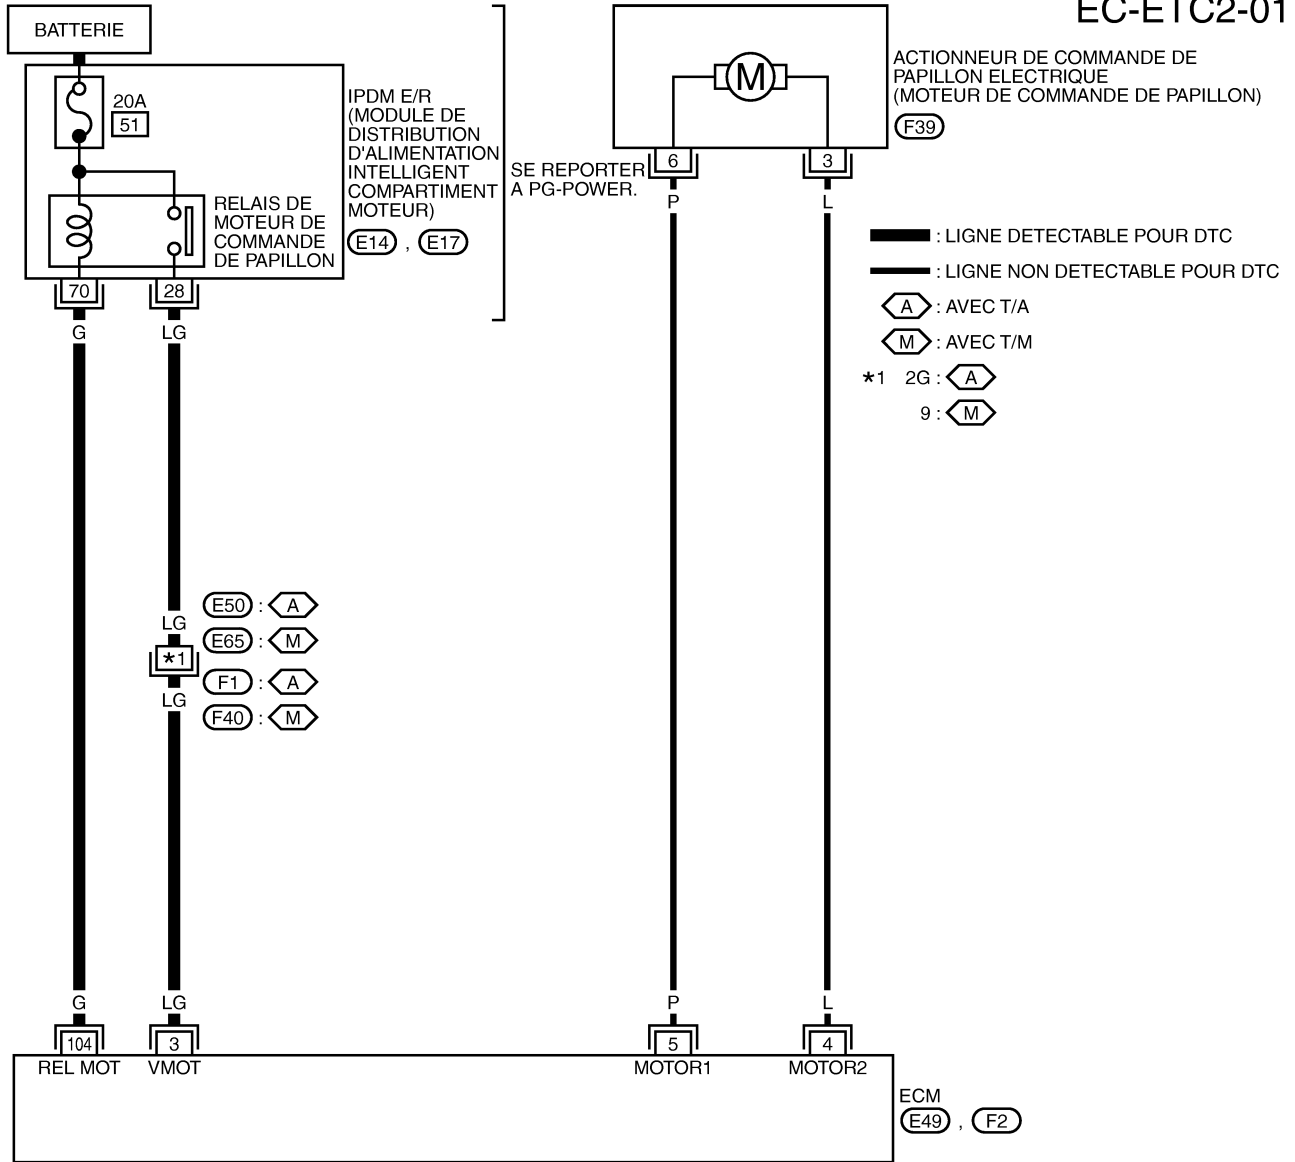 EC-ETC2-01
BATTERIE
20A
51
IPDM E/R
(MODULE DE
DISTRIBUTION
D'ALIMENTATION
INTELLIGENT
COMPARTIMENT
MOTEUR)
E14 , E17
SE REPORTER
A PG-POWER.
RELAIS DE
MOTEUR DE
COMMANDE
DE PAPILLON
70
28
G
LG
M
ACTIONNEUR DE COMMANDE DE
PAPILLON ELECTRIQUE
(MOTEUR DE COMMANDE DE PAPILLON)
F39
6
3
P
L
: LIGNE DETECTABLE POUR DTC
: LIGNE NON DETECTABLE POUR DTC
A : AVEC T/A
M : AVEC T/M
*1 2G : A
9 : M
LG
*1
LG
E50 : A
E65 : M
F1 : A
F40 : M
G
LG
P
L
104
3
5
4
REL MOT
VMOT
MOTOR1
MOTOR2
ECM
E49 , F2